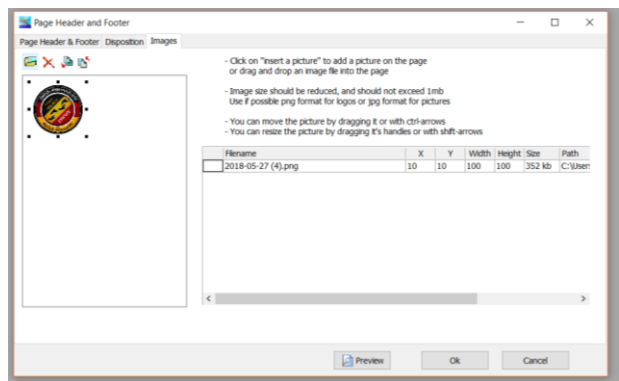 Page Header and Footer
Page Header & Footer Disposition Images
- Click on "insert a picture" to add a picture on the page
or drag and drop an image file into the page
- Image size should be reduced, and should not exceed 1mb
Use if possible png format for logos or jpg format for pictures
- You can move the picture by dragging it or with ctrl-arrows
- You can resize the picture by dragging it's handles or with shift-arrows
Filename X Y Width Height Size Path
2018-05-27 (4).png 10 10 100 100 352 kb C:\User
Preview Ok Cancel